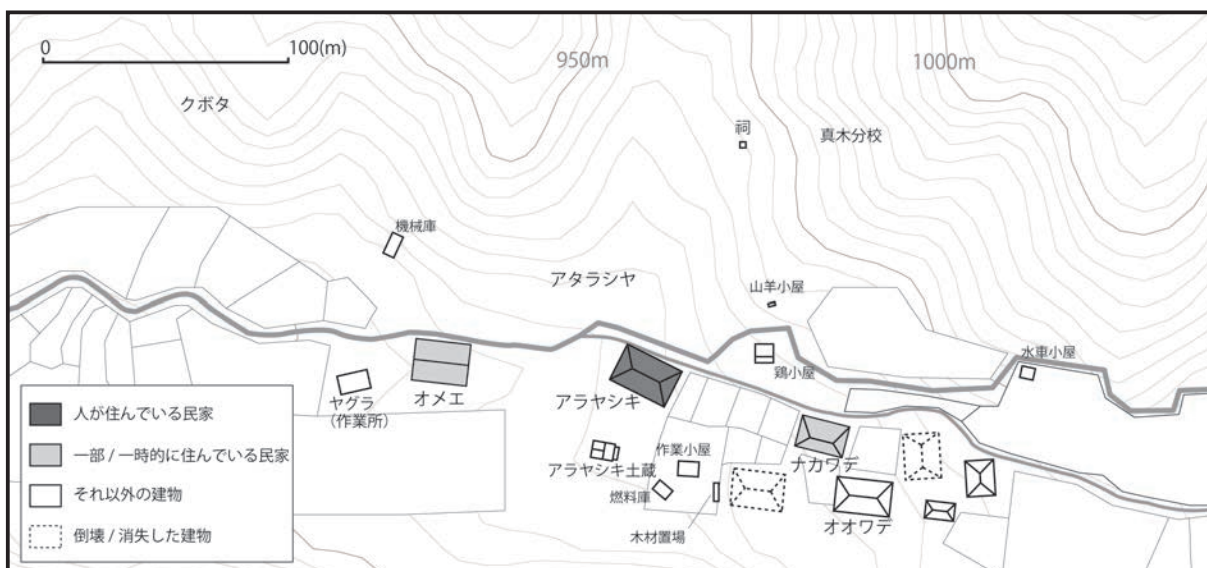 0
100(m)
950m
1000m
クボタ
祠
真木分校
機械庫
アタラシヤ
山羊小屋
水車小屋
鶏小屋
ヤグラ
(作業所)
オメエ
アラヤシキ
ナカワデ
作業小屋
アラヤシキ土蔵
燃料庫
オオワデ
木材置場
人が住んでいる民家
一部 / 一時的に住んでいる民家
それ以外の建物
倒壊 / 消失した建物